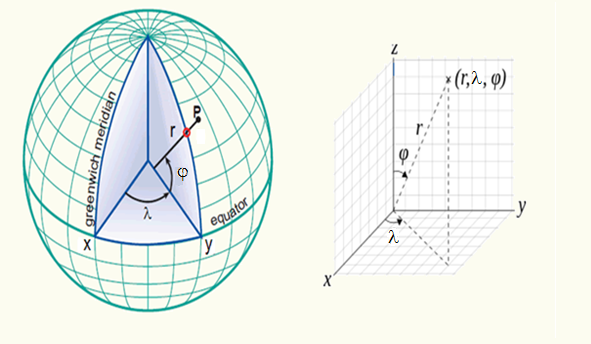 greenwich meridian
P
r
φ
λ
equator
x
y
z
(r,λ, φ)
r
φ
y
λ
x